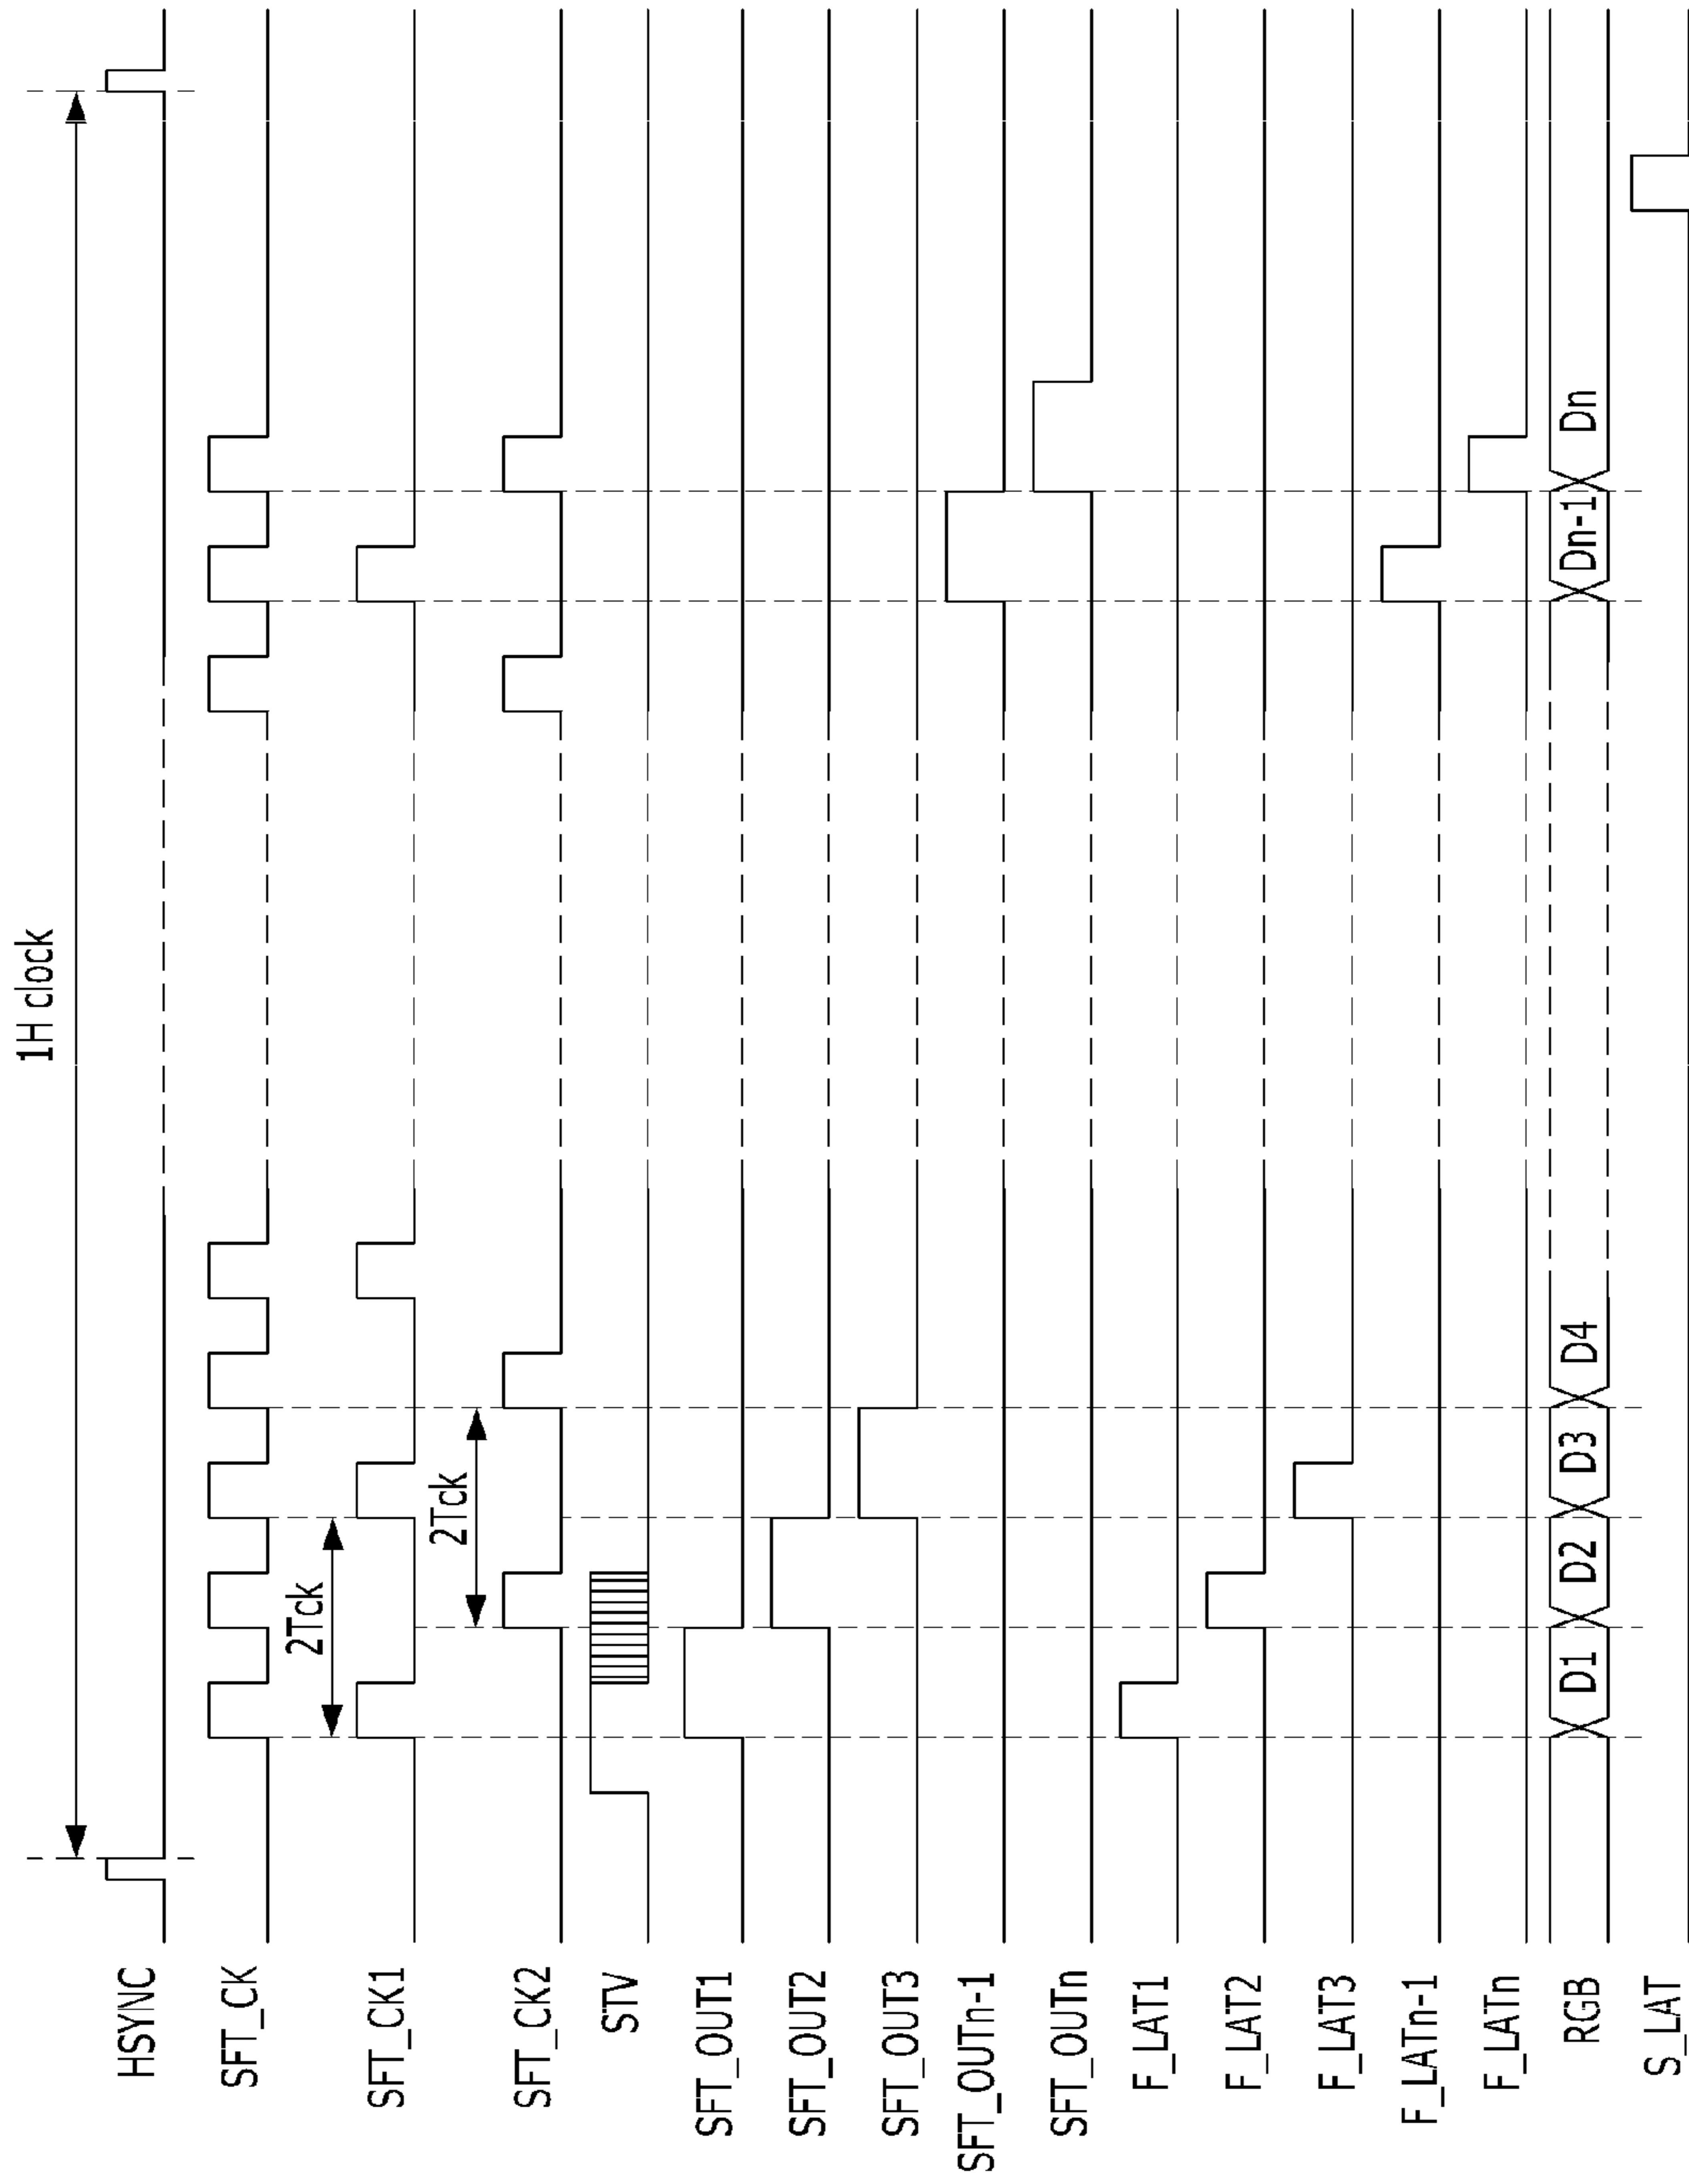 1H clock
HSYNC
SFT_CK
2Tck
SFT_CK1
2Tck
SFT_CK2
STV
SFT_OUT1
SFT_OUT2
SFT_OUT3
SFT_OUTn-1
SFT_OUTn
F_LAT1
F_LAT2
F_LAT3
F_LATn-1
F_LATn
RGB D1 D2 D3 D4 Dn-1 Dn
S_LAT